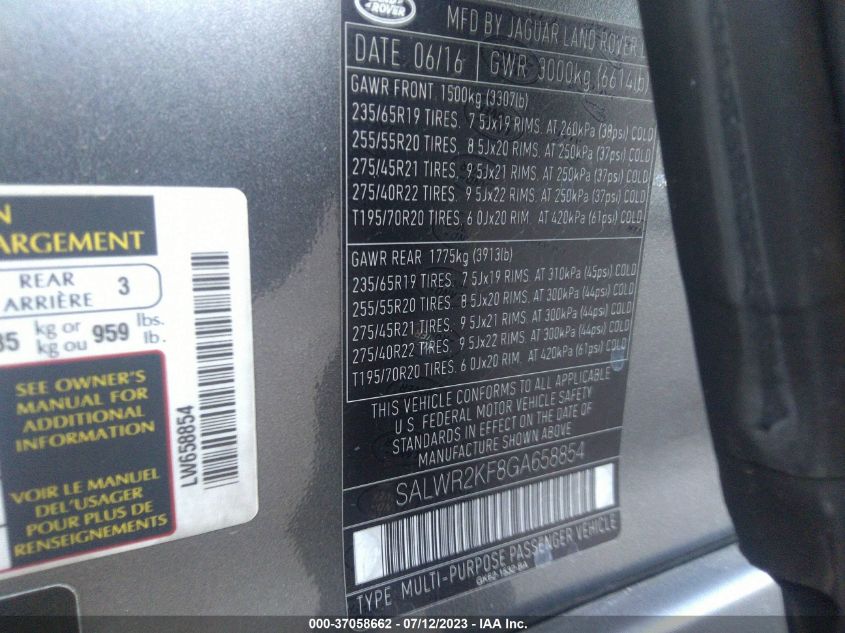 N
ARGEMENT
REAR
ARRIÈRE 3
35 kg or 959 lbs.
kg ou lb.
SEE OWNER'S
MANUAL FOR
ADDITIONAL
INFORMATION
VOIR LE MANUEL
DEL'USAGER
POUR PLUS DE
RENSEIGNEMENTS
LW658854
ROVER
MFD BY JAGUAR LAND ROVER
DATE 06/16 GWR 3000kg (6614lb)
GAWR FRONT 1500kg (3307lb)
235/65R19 TIRES. 7 5Jx19 RIMS. AT 260kPa (38psi) COLD
255/55R20 TIRES. 8 5Jx20 RIMS. AT 250kPa (37psi) COLD
275/45R21 TIRES. 9 5Jx21 RIMS. AT 250kPa (37psi) COLD
275/40R22 TIRES. 9 5Jx22 RIMS. AT 250kPa (37psi) COLD
T195/70R20 TIRES. 6 0Jx20 RIM. AT 420kPa (61psi) COLD
GAWR REAR 1775kg (3913lb)
235/65R19 TIRES. 7 5Jx19 RIMS. AT 310kPa (45psi) COLD
255/55R20 TIRES. 8 5Jx20 RIMS. AT 300kPa (44psi) COLD
275/45R21 TIRES. 9 5Jx21 RIMS. AT 300kPa (44psi) COLD
275/40R22 TIRES. 9 5Jx22 RIMS. AT 300kPa (44psi) COLD
T195/70R20 TIRES. 6 0Jx20 RIM. AT 420kPa (61psi) COLD
THIS VEHICLE CONFORMS TO ALL APPLICABLE
U.S. FEDERAL MOTOR VEHICLE SAFETY
STANDARDS IN EFFECT ON THE DATE OF
MANUFACTURE SHOWN ABOVE
SALWR2KF8GA658854
TYPE MULTI-PURPOSE PASSENGER VEHICLE
000-37058662 - 07/12/2023 - IAA Inc.